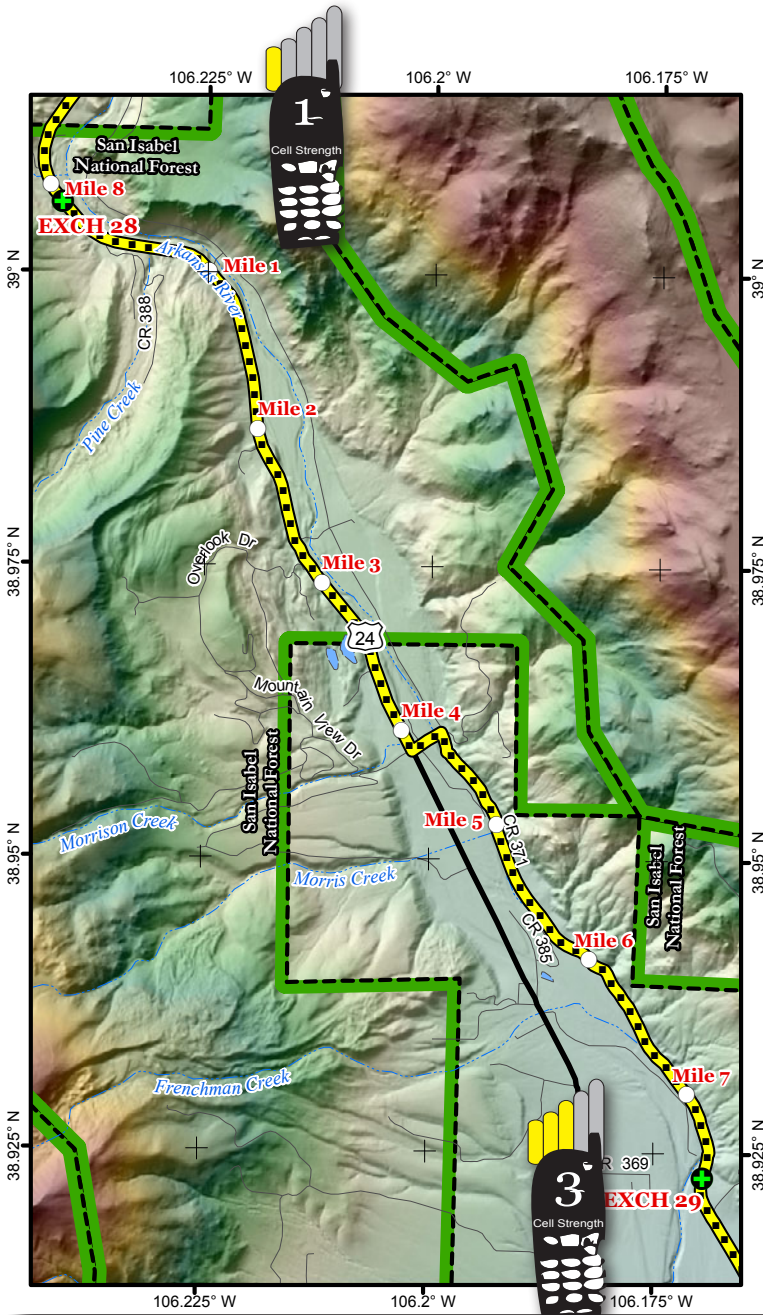 106.225° W
106.2° W
106.175° W
1
Cell Strength
San Isabel
National Forest
Mile 8
EXCH 28
Arkansas River
Mile 1
39° N
39° N
CR 388
Pine Creek
Mile 2
Overlook Dr
Mile 3
38.975° N
38.975° N
24
Mountain View Dr
Mile 4
San Isabel
National Forest
Morrison Creek
Mile 5
CR 371
38.95° N
38.95° N
Morris Creek
San Isabel
National Forest
CR 385
Mile 6
Frenchman Creek
Mile 7
38.925° N
38.925° N
R 369
3
EXCH 29
Cell Strength
106.225° W
106.2° W
106.175° W